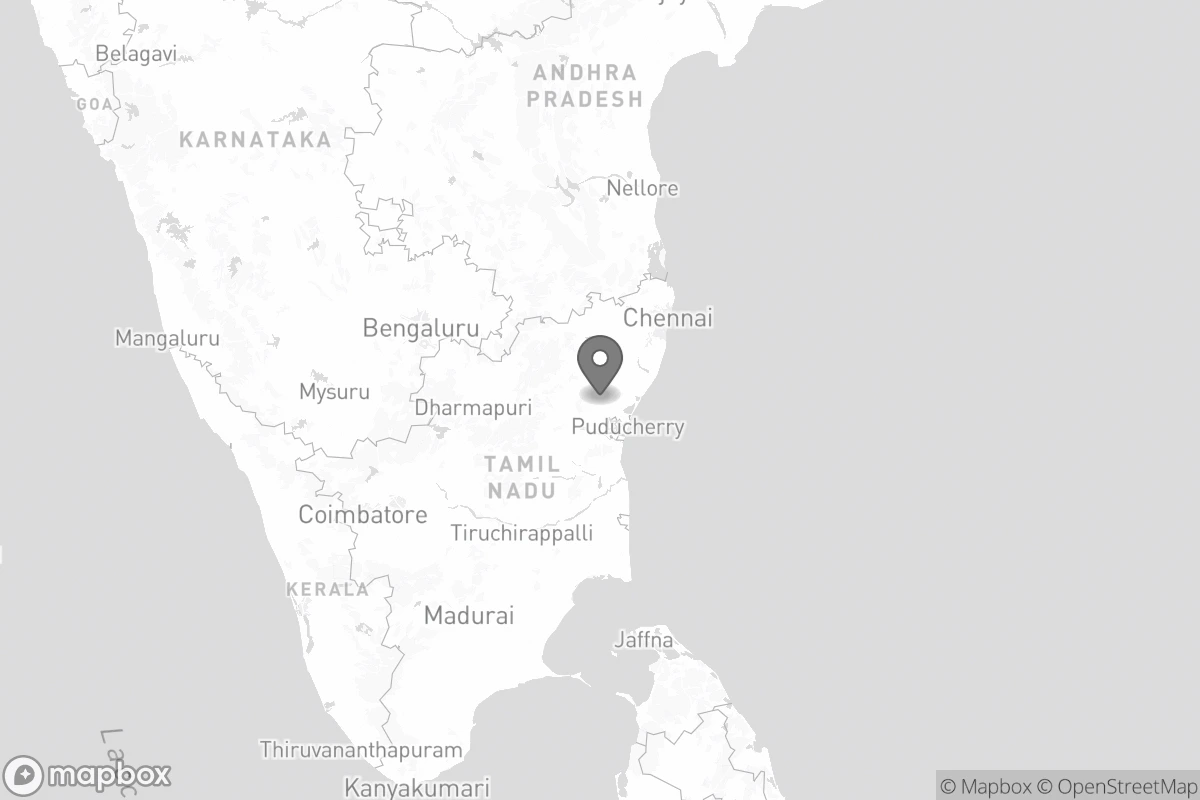 Belagavi
ANDHRA
PRADESH
GOA
KARNATAKA
Nellore
Chennai
Bengaluru
Mangaluru
Mysuru
Dharmapuri
Puducherry
TAMIL
NADU
Coimbatore
Tiruchirappalli
KERALA
Madurai
Jaffna
Thiruvananthapuram
Kanyakumari
mapbox
© Mapbox © OpenStreetMap